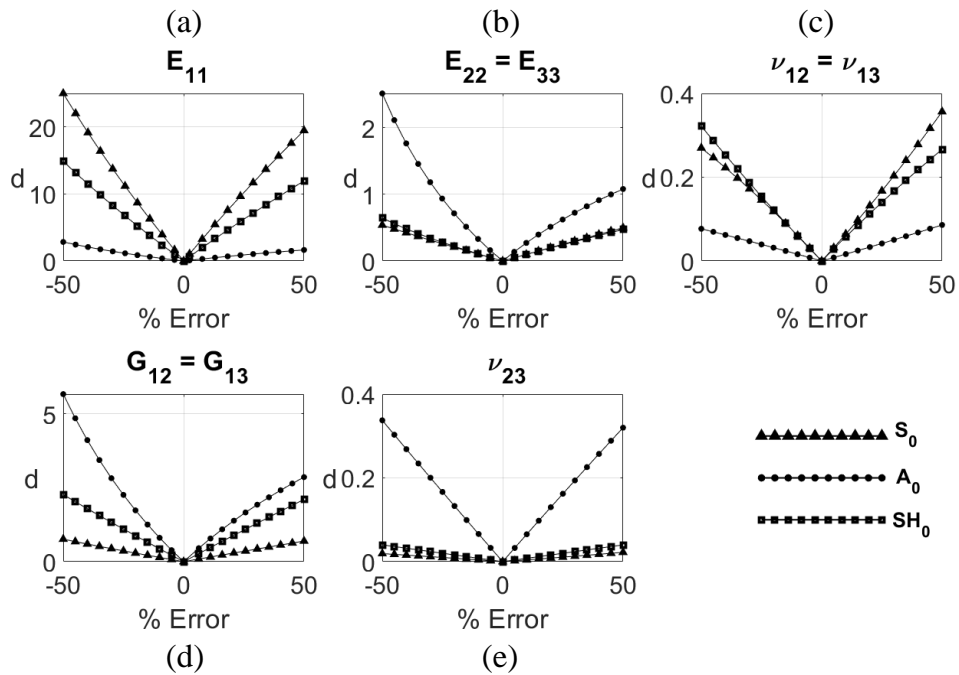 (a) (b) (c)
E₁₁ E₂₂ = E₃₃ ν₁₂ = ν₁₃
20
10
0
d
-50 0 50
% Error
2
1
0
d
-50 0 50
% Error
0.4
0.2
0
d
-50 0 50
% Error
G₁₂ = G₁₃ ν₂₃
5
0
d
-50 0 50
% Error
0.4
0.2
0
d
-50 0 50
% Error
S₀
A₀
SH₀
(d) (e)